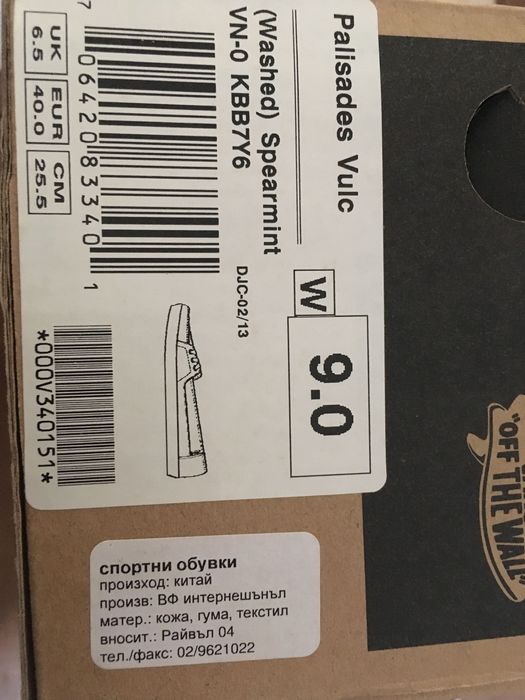 Palisades Vulc
(Washed) Spearmint
VN-0 KBB7Y6
DJC-02/13
W 9.0
7 06420 83340 1
UK EUR CM
6.5 40.0 25.5
*000V340151*
"OFF THE WALL"
спортни обувки
произход: китай
произв: ВФ интернешънъл
матер.: кожа, гума, текстил
вносит.: Райвъл 04
тел./факс: 02/9621022